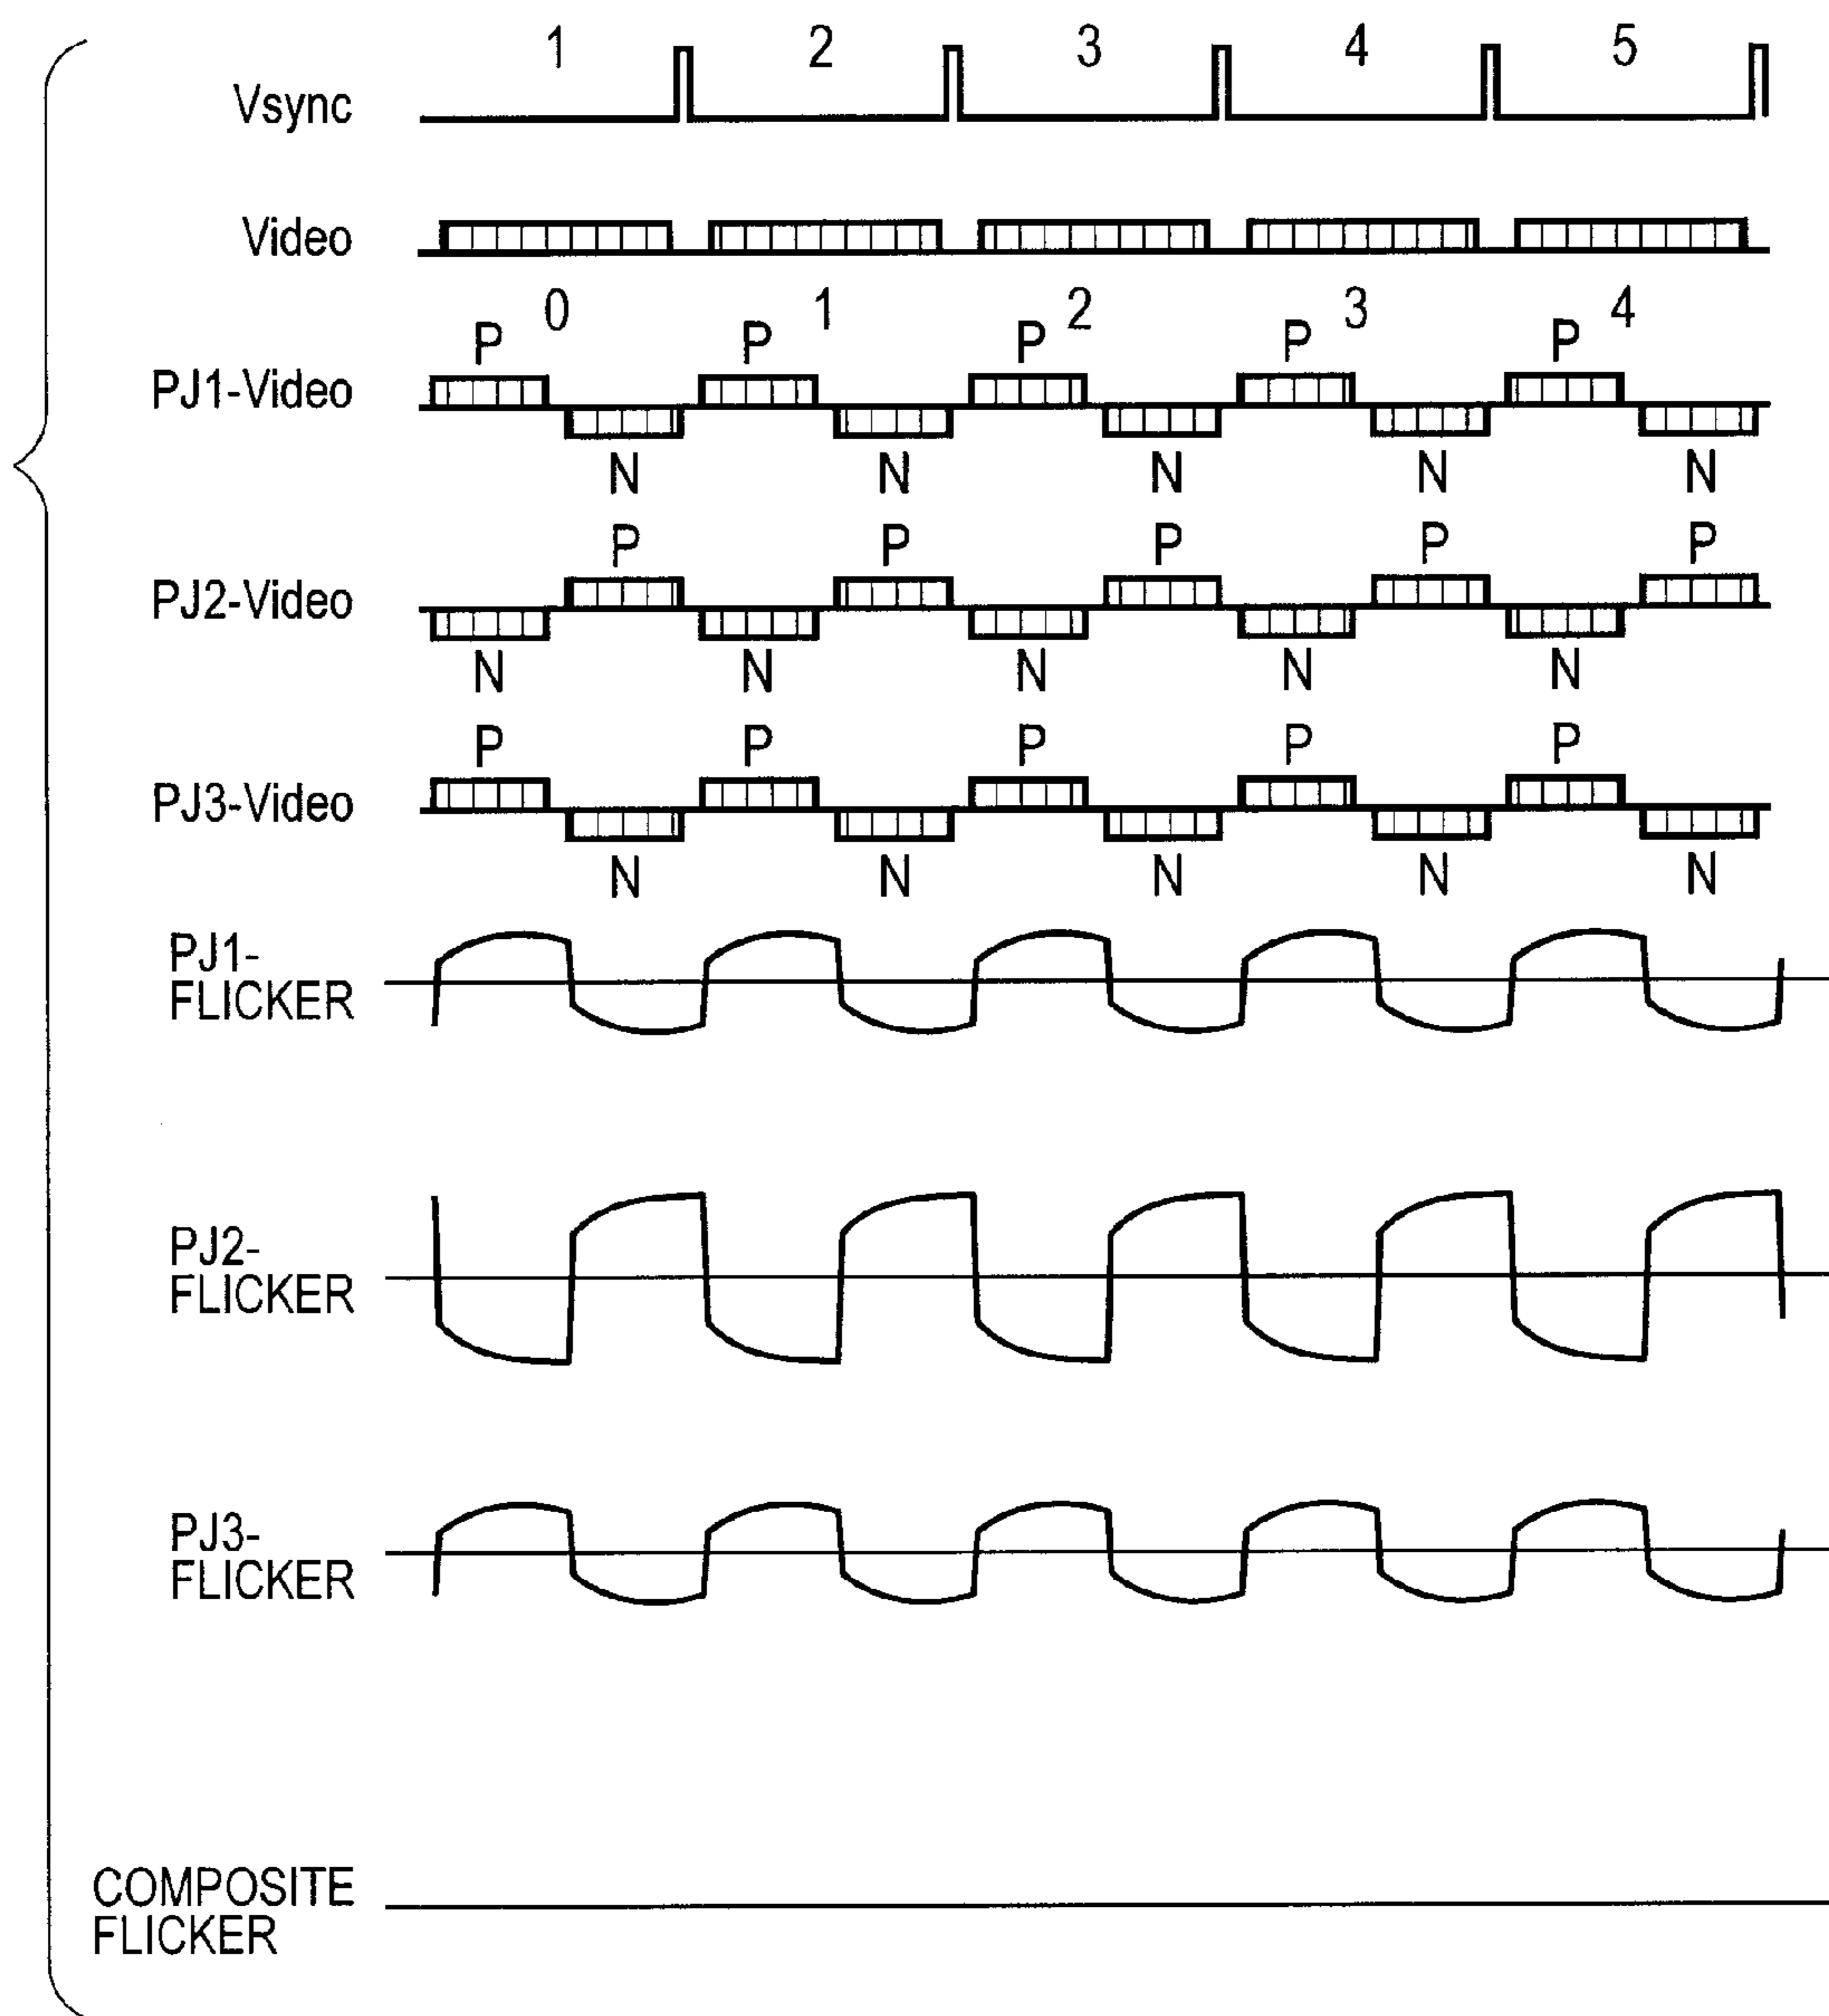 1 2 3 4 5
Vsync
Video
0 1 2 3 4
P P P P P
PJ1-Video
N N N N N
P P P P P
PJ2-Video
N N N N N
P P P P P
PJ3-Video
N N N N N
PJ1-
FLICKER
PJ2-
FLICKER
PJ3-
FLICKER
COMPOSITE
FLICKER